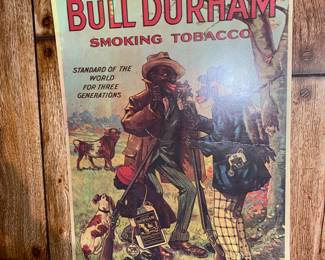 BULL DURHAM
SMOKING TOBACCO
STANDARD OF THE
WORLD
FOR THREE
GENERATIONS